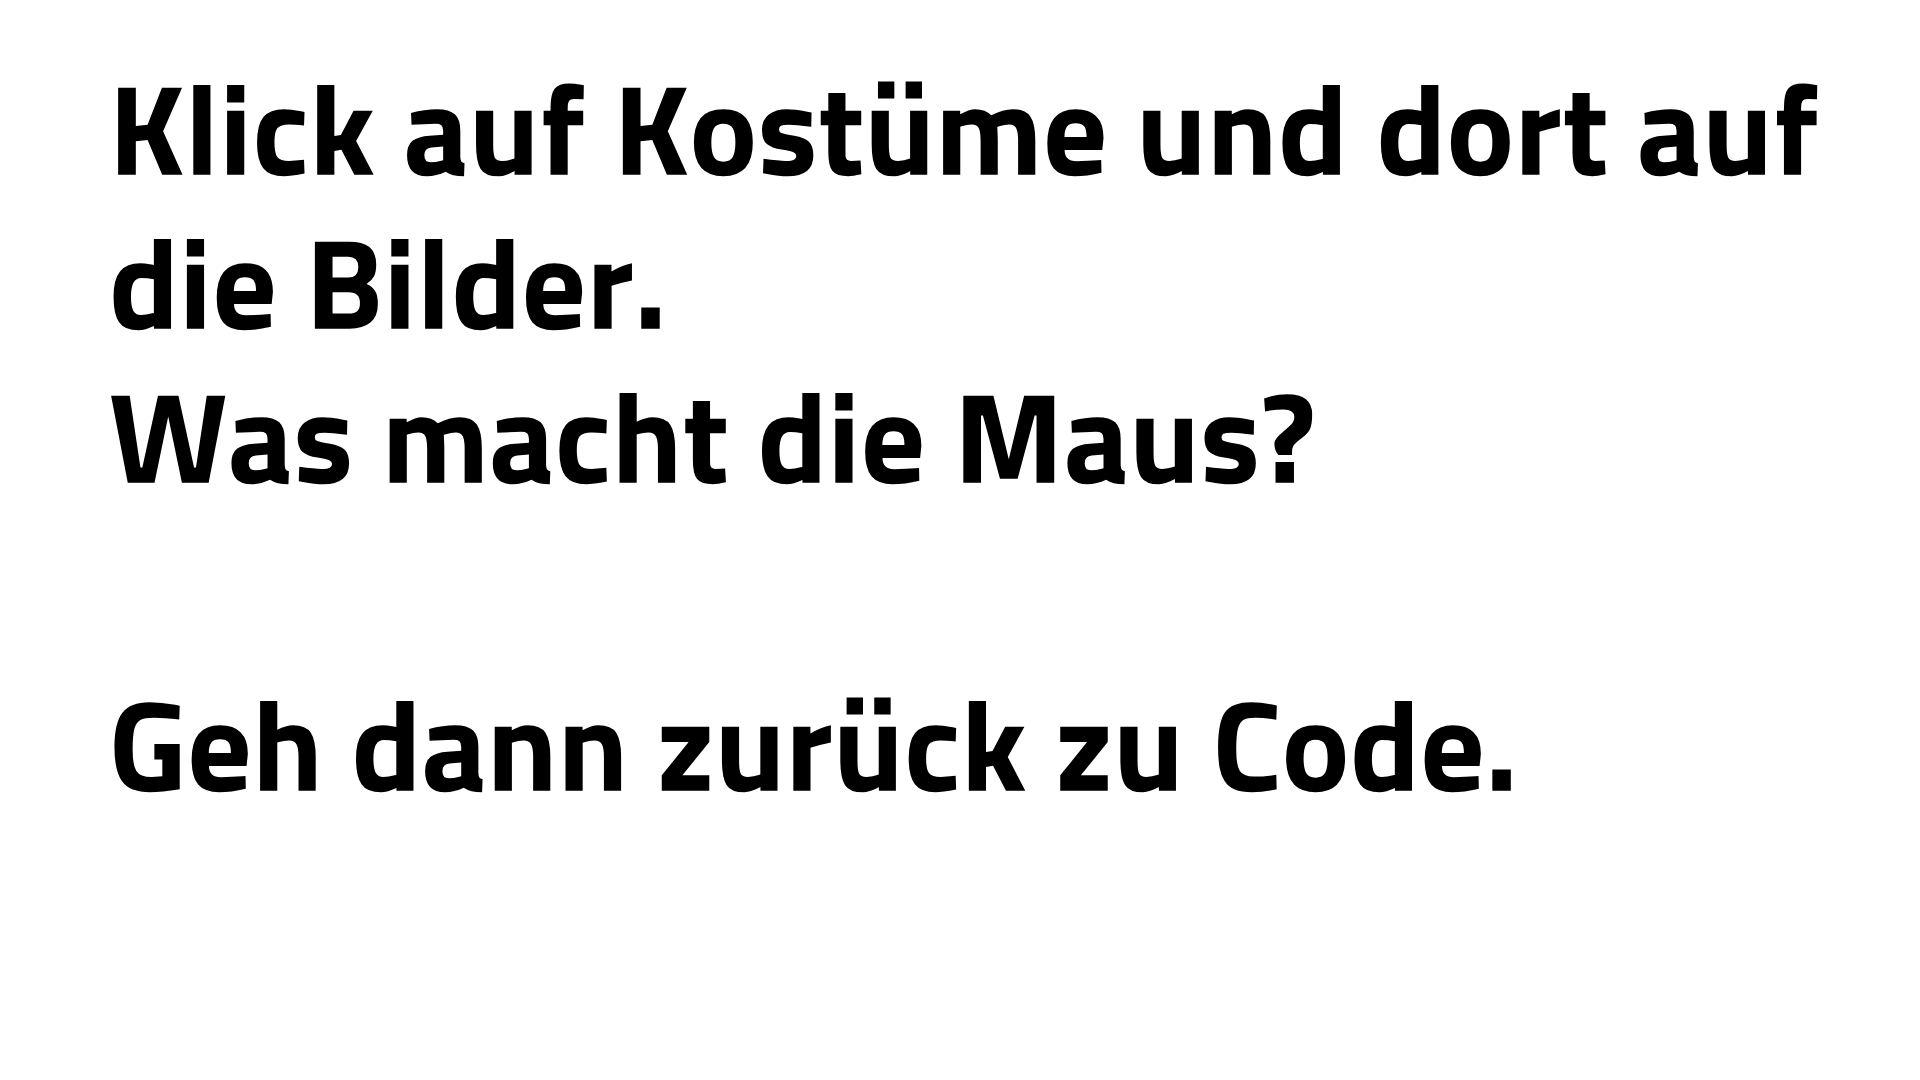 Klick auf Kostüme und dort auf
die Bilder.
Was macht die Maus?
Geh dann zurück zu Code.